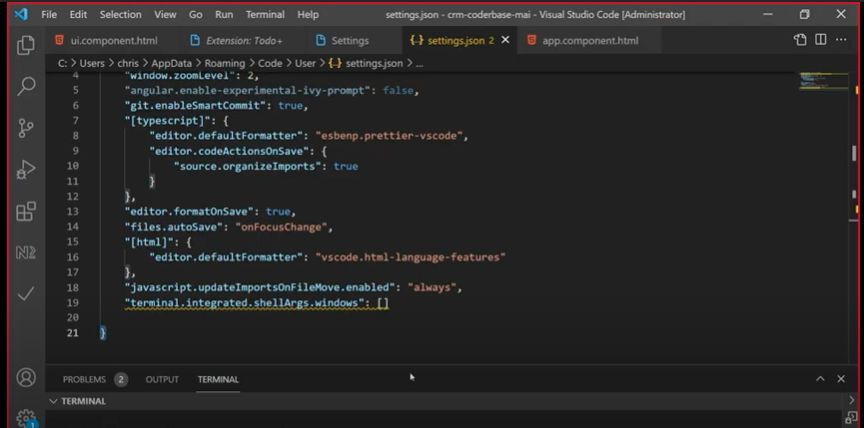 File Edit Selection View Go Run Terminal Help settings.json - crm-coderbase-mai - Visual Studio Code [Administrator]
ui.component.html Extension: Todo+ Settings {..} settings.json 2 app.component.html
C: > Users > chris > AppData > Roaming > Code > User > {..} settings.json > ...
4 "window.zoomLevel": 2,
5 "angular.enable-experimental-ivy-prompt": false,
6 "git.enableSmartCommit": true,
7 "[typescript]": {
8 "editor.defaultFormatter": "esbenp.prettier-vscode",
9 "editor.codeActionsOnSave": {
10 "source.organizeImports": true
11 }
12 },
13 "editor.formatOnSave": true,
14 "files.autoSave": "onFocusChange",
15 "[html]": {
16 "editor.defaultFormatter": "vscode.html-language-features"
17 },
18 "javascript.updateImportsOnFileMove.enabled": "always",
19 "terminal.integrated.shellArgs.windows": []
20
21 }
PROBLEMS 2 OUTPUT TERMINAL
TERMINAL
1